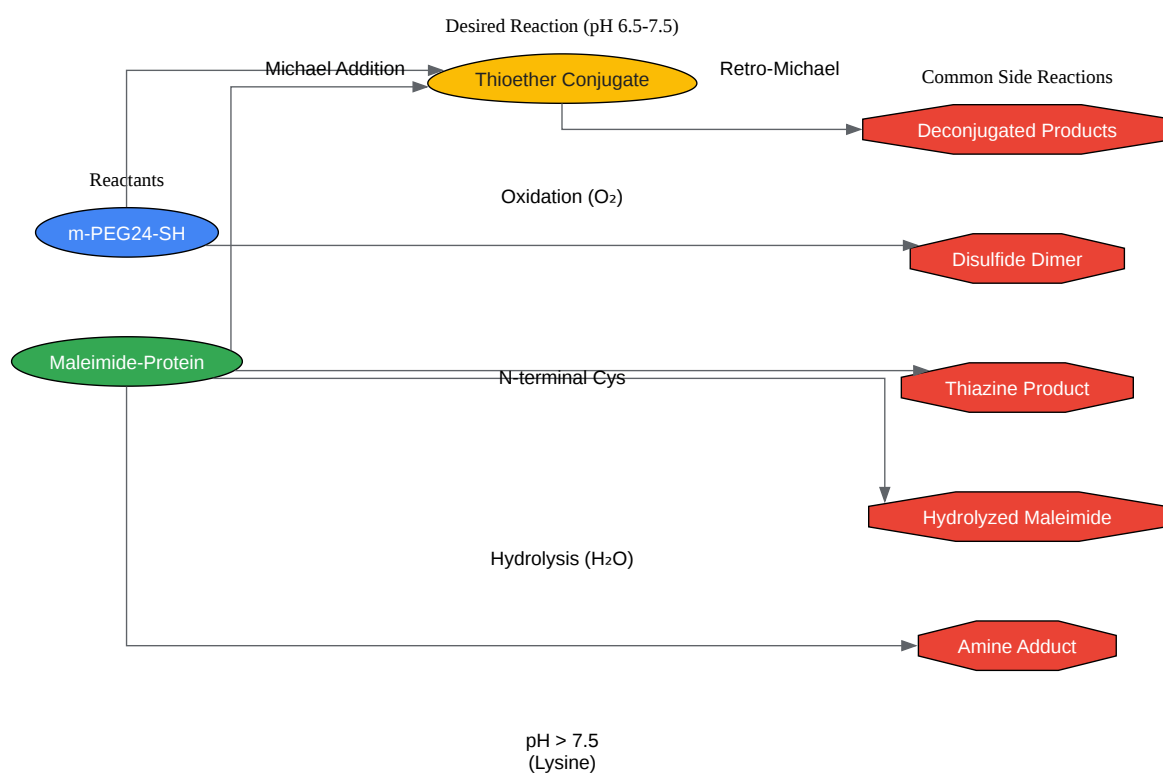 Desired Reaction (pH 6.5-7.5)
Michael Addition
Thioether Conjugate
Retro-Michael
Common Side Reactions
Deconjugated Products
Reactants
Oxidation (O₂)
m-PEG24-SH
Disulfide Dimer
Maleimide-Protein
N-terminal Cys
Thiazine Product
Hydrolyzed Maleimide
Hydrolysis (H₂O)
Amine Adduct
pH > 7.5
(Lysine)